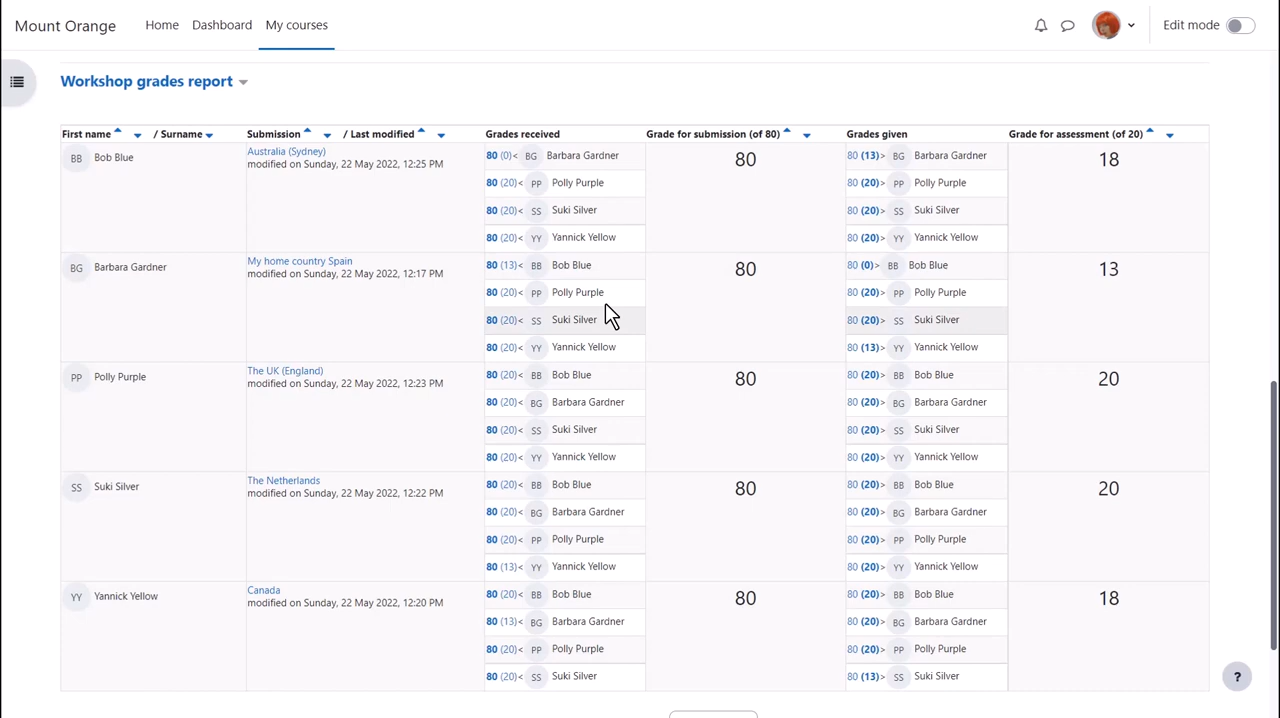 Mount Orange Home Dashboard My courses Edit mode
Workshop grades report
First name / Surname Submission / Last modified Grades received Grade for submission (of 80) Grades given Grade for assessment (of 20)
BB Bob Blue Australia (Sydney) 80 (0)< BG Barbara Gardner 80 80 (13)> BG Barbara Gardner 18
modified on Sunday, 22 May 2022, 12:25 PM
80 (20)< PP Polly Purple 80 (20)> PP Polly Purple
80 (20)< SS Suki Silver 80 (20)> SS Suki Silver
80 (20)< YY Yannick Yellow 80 (20)> YY Yannick Yellow
BG Barbara Gardner My home country Spain 80 (13)< BB Bob Blue 80 80 (0)> BB Bob Blue 13
modified on Sunday, 22 May 2022, 12:17 PM
80 (20)< PP Polly Purple 80 (20)> PP Polly Purple
80 (20)< SS Suki Silver 80 (20)> SS Suki Silver
80 (20)< YY Yannick Yellow 80 (13)> YY Yannick Yellow
PP Polly Purple The UK (England) 80 (20)< BB Bob Blue 80 80 (20)> BB Bob Blue 20
modified on Sunday, 22 May 2022, 12:23 PM
80 (20)< BG Barbara Gardner 80 (20)> BG Barbara Gardner
80 (20)< SS Suki Silver 80 (20)> SS Suki Silver
80 (20)< YY Yannick Yellow 80 (20)> YY Yannick Yellow
SS Suki Silver The Netherlands 80 (20)< BB Bob Blue 80 80 (20)> BB Bob Blue 20
modified on Sunday, 22 May 2022, 12:22 PM
80 (20)< BG Barbara Gardner 80 (20)> BG Barbara Gardner
80 (20)< PP Polly Purple 80 (20)> PP Polly Purple
80 (13)< YY Yannick Yellow 80 (20)> YY Yannick Yellow
YY Yannick Yellow Canada 80 (20)< BB Bob Blue 80 80 (20)> BB Bob Blue 18
modified on Sunday, 22 May 2022, 12:20 PM
80 (13)< BG Barbara Gardner 80 (20)> BG Barbara Gardner
80 (20)< PP Polly Purple 80 (20)> PP Polly Purple
80 (20)< SS Suki Silver 80 (13)> SS Suki Silver
?